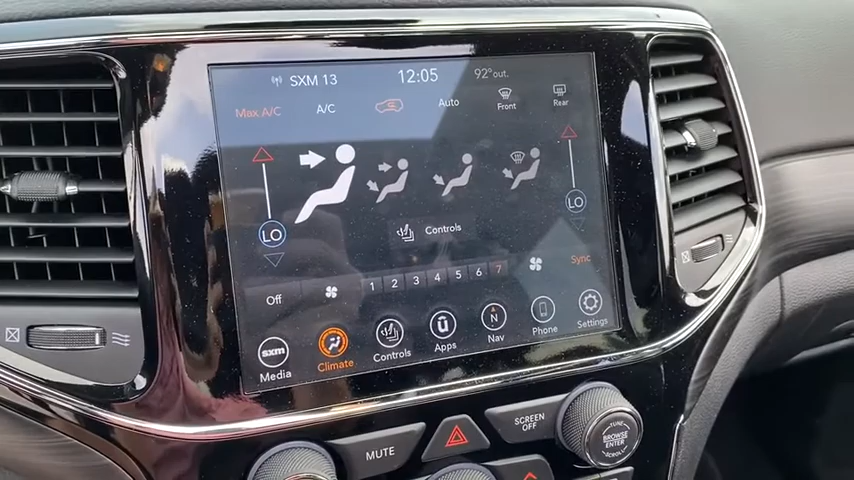 SXM 13 12:05 92° out.
Max A/C A/C Auto Front Rear
LO LO
Controls
Sync
Off 1 2 3 4 5 6 7
sxm N
Media Climate Controls Apps Nav Phone Settings
MUTE SCREEN OFF
TUNE
BROWSE
ENTER
SCROLL